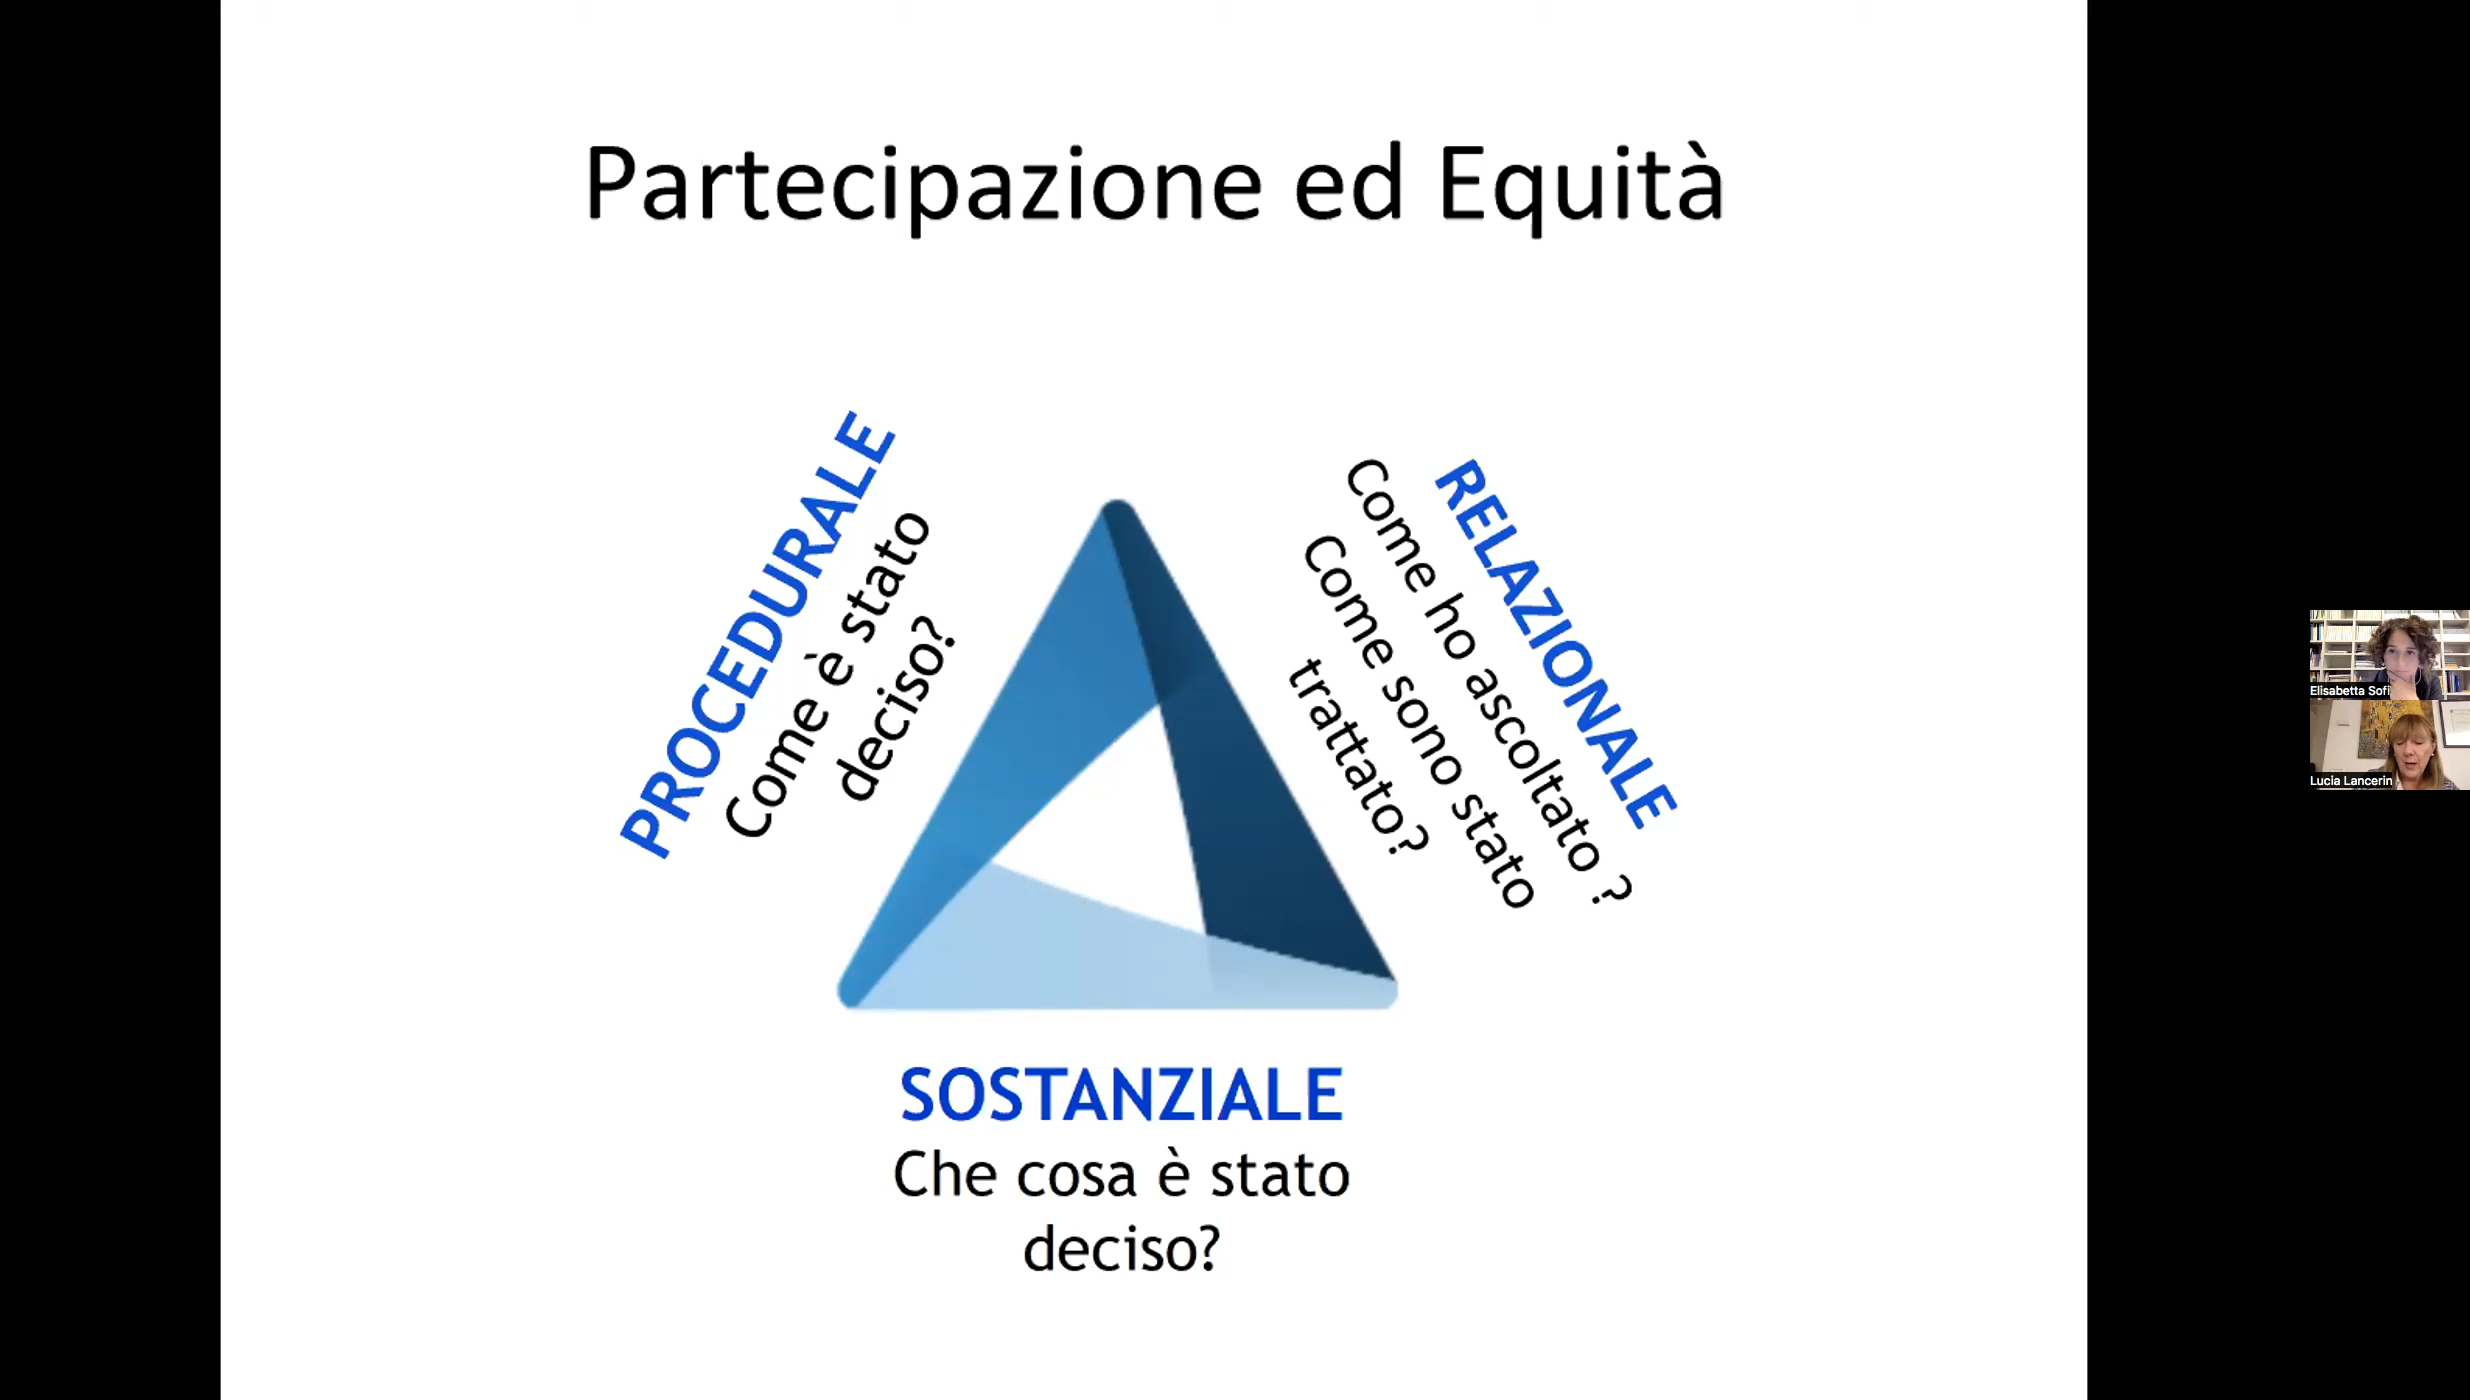 Partecipazione ed Equità
PROCEDURALE
Come è stato
deciso?
RELAZIONALE
Come ho ascoltato ?
Come sono stato
trattato?
SOSTANZIALE
Che cosa è stato
deciso?
Elisabetta Sofi
Lucia Lancerin